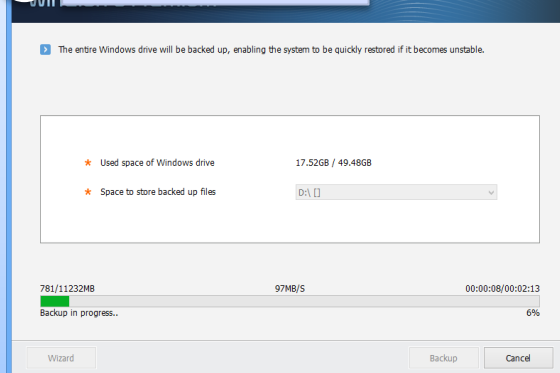 The entire Windows drive will be backed up, enabling the system to be quickly restored if it becomes unstable.
* Used space of Windows drive 17.52GB / 49.48GB
* Space to store backed up files D:\ []
781/11232MB 97MB/S 00:00:08/00:02:13
Backup in progress.. 6%
Wizard Backup Cancel